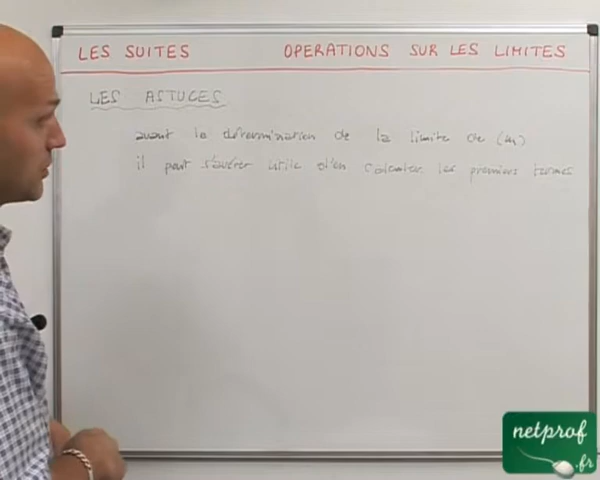 LES SUITES OPERATIONS SUR LES LIMITES
LES ASTUCES
avant la détermination de la limite de (un)
il peut s'avérer utile d'en calculer les premiers termes
netprof
.fr